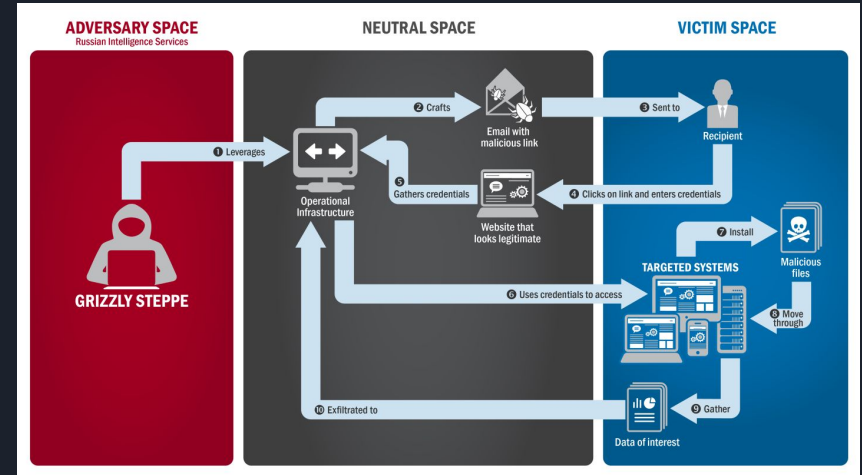 ADVERSARY SPACE
Russian Intelligence Services
NEUTRAL SPACE
VICTIM SPACE
❶ Leverages
❷ Crafts
❸ Sent to
Email with
malicious link
Recipient
Operational
Infrastructure
❺
Gathers credentials
❹ Clicks on link and enters credentials
Website that
looks legitimate
❼ Install
Malicious
files
GRIZZLY STEPPE
❻ Uses credentials to access
TARGETED SYSTEMS
❽ Move
through
❿ Exfiltrated to
❾ Gather
Data of interest